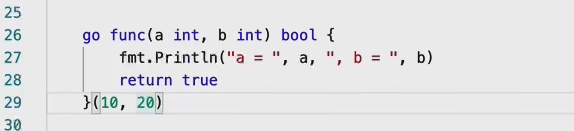 25
26 go func(a int, b int) bool {
27 fmt.Println("a = ", a, ", b = ", b)
28 return true
29 }(10, 20)
30